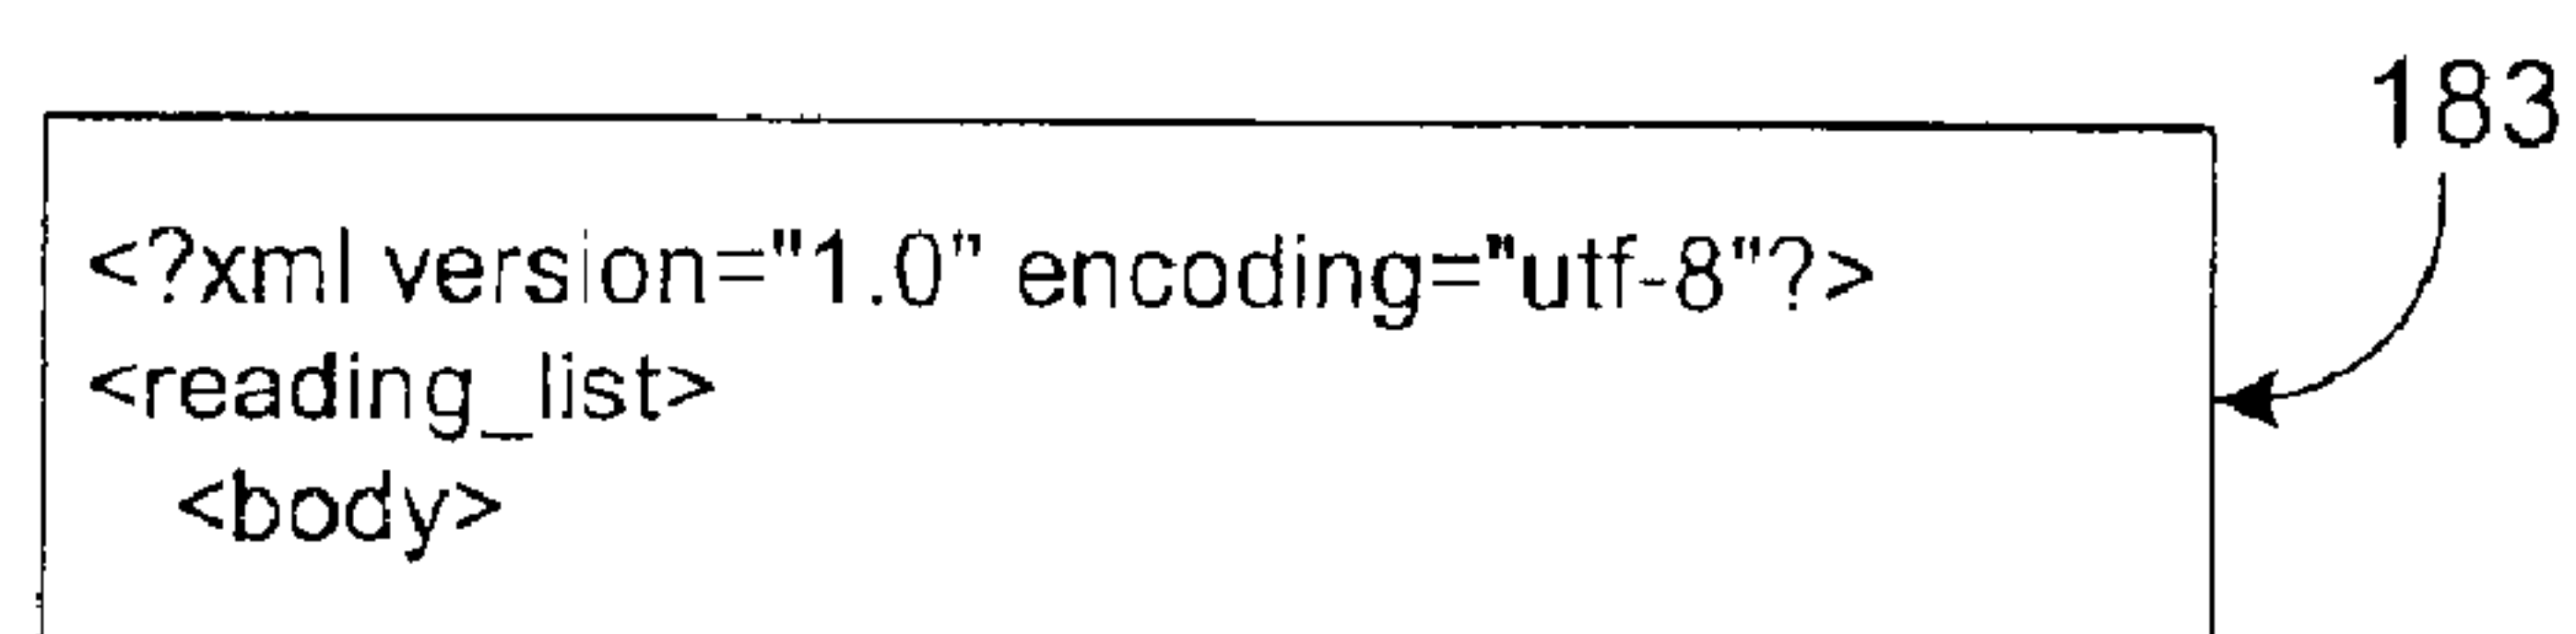 183
<?xml version="1.0" encoding="utf-8"?>
<reading_list>
<body>